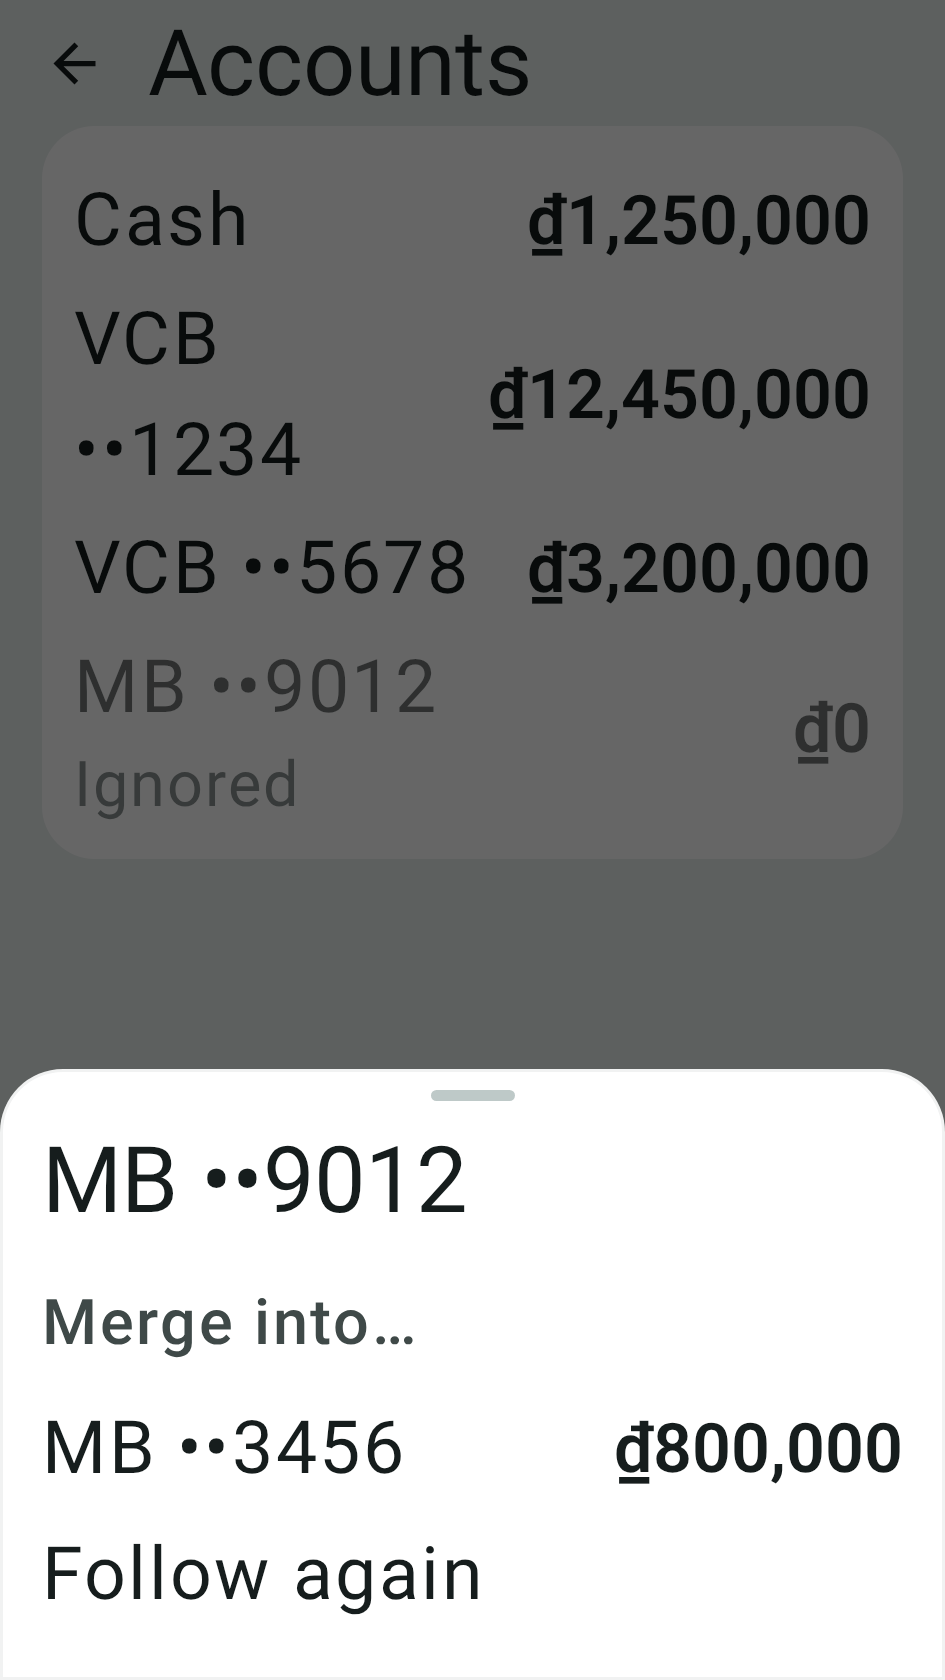 Accounts
Cash ₫1,250,000
VCB
••1234 ₫12,450,000
VCB ••5678 ₫3,200,000
MB ••9012
Ignored ₫0
MB ••9012
Merge into…
MB ••3456 ₫800,000
Follow again